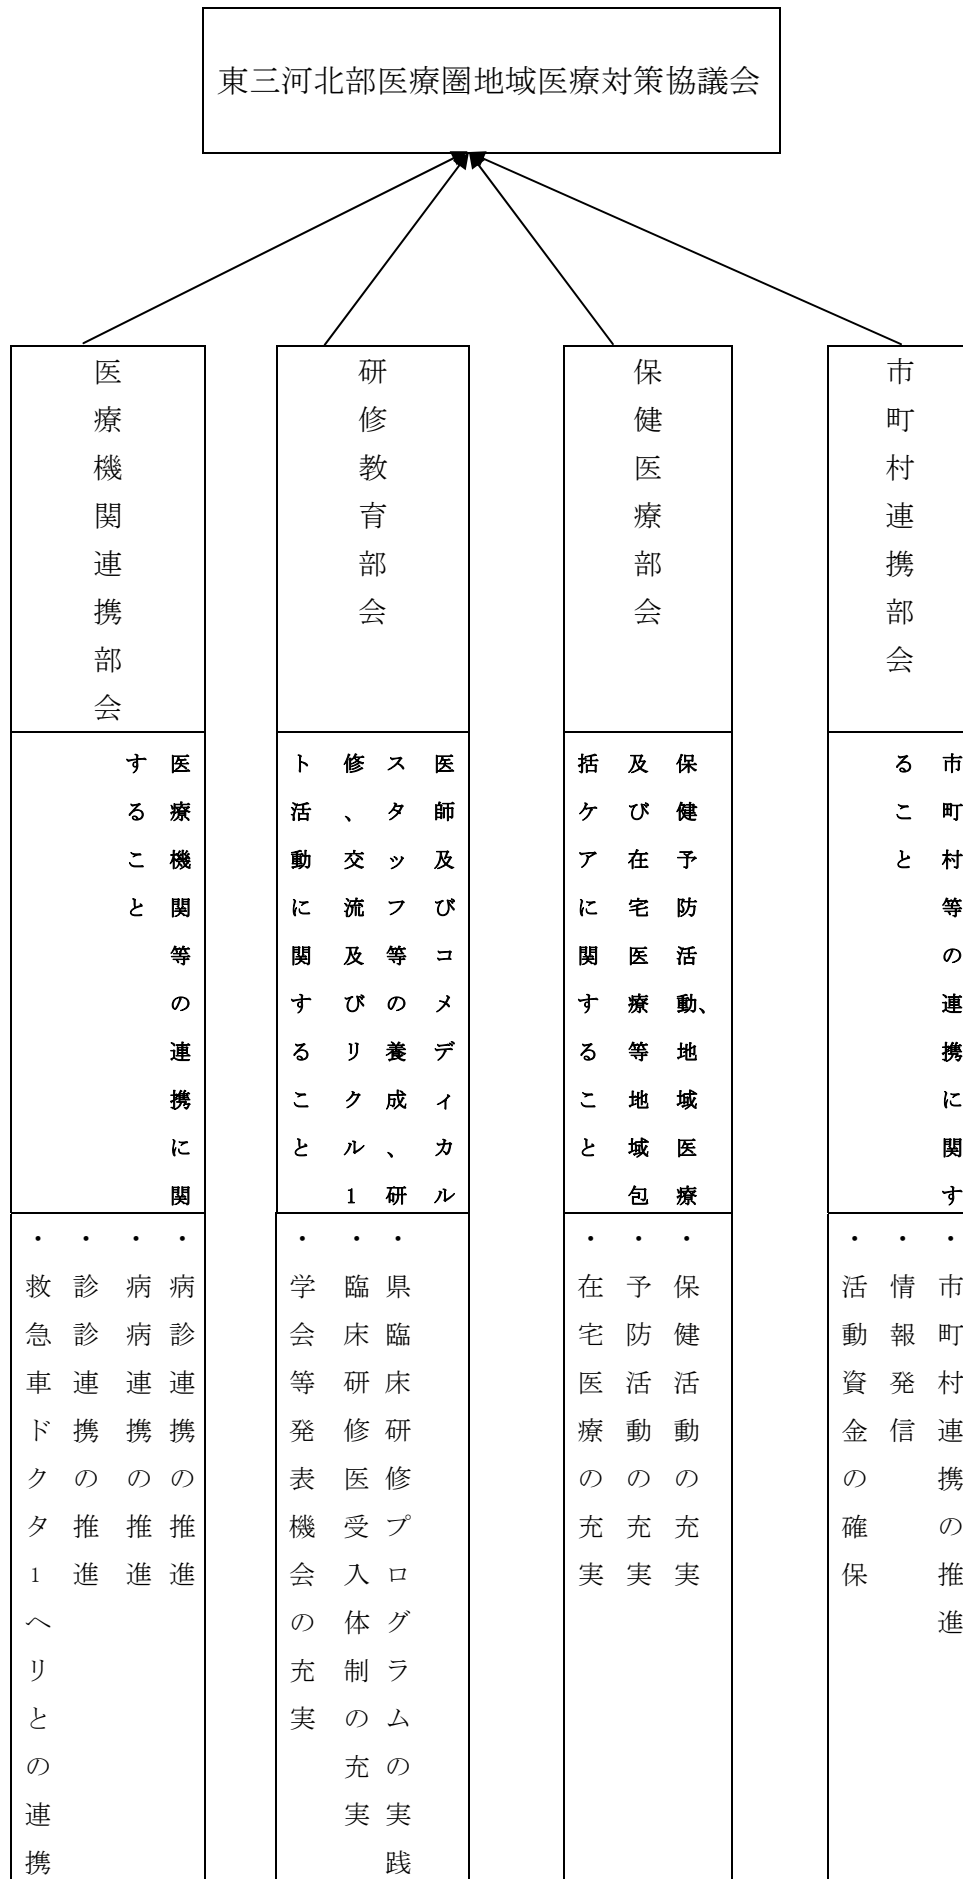 東三河北部医療圏地域医療対策協議会
医療機関連携部会
医療機関等の連携に関
すること
・病診連携の推進
・病病連携の推進
・診診連携の推進
・救急車ドクタ1ヘリとの連携
研修教育部会
医師及びコメディカル
スタッフ等の養成、研
修、交流及びリクル1
ト活動に関すること
・県臨床研修プログラムの実践
・臨床研修医受入体制の充実
・学会等発表機会の充実
保健医療部会
保健予防活動、地域医療
及び在宅医療等地域包
括ケアに関すること
・保健活動の充実
・予防活動の充実
・在宅医療の充実
市町村連携部会
市町村等の連携に関す
ること
・市町村連携の推進
・情報発信
・活動資金の確保